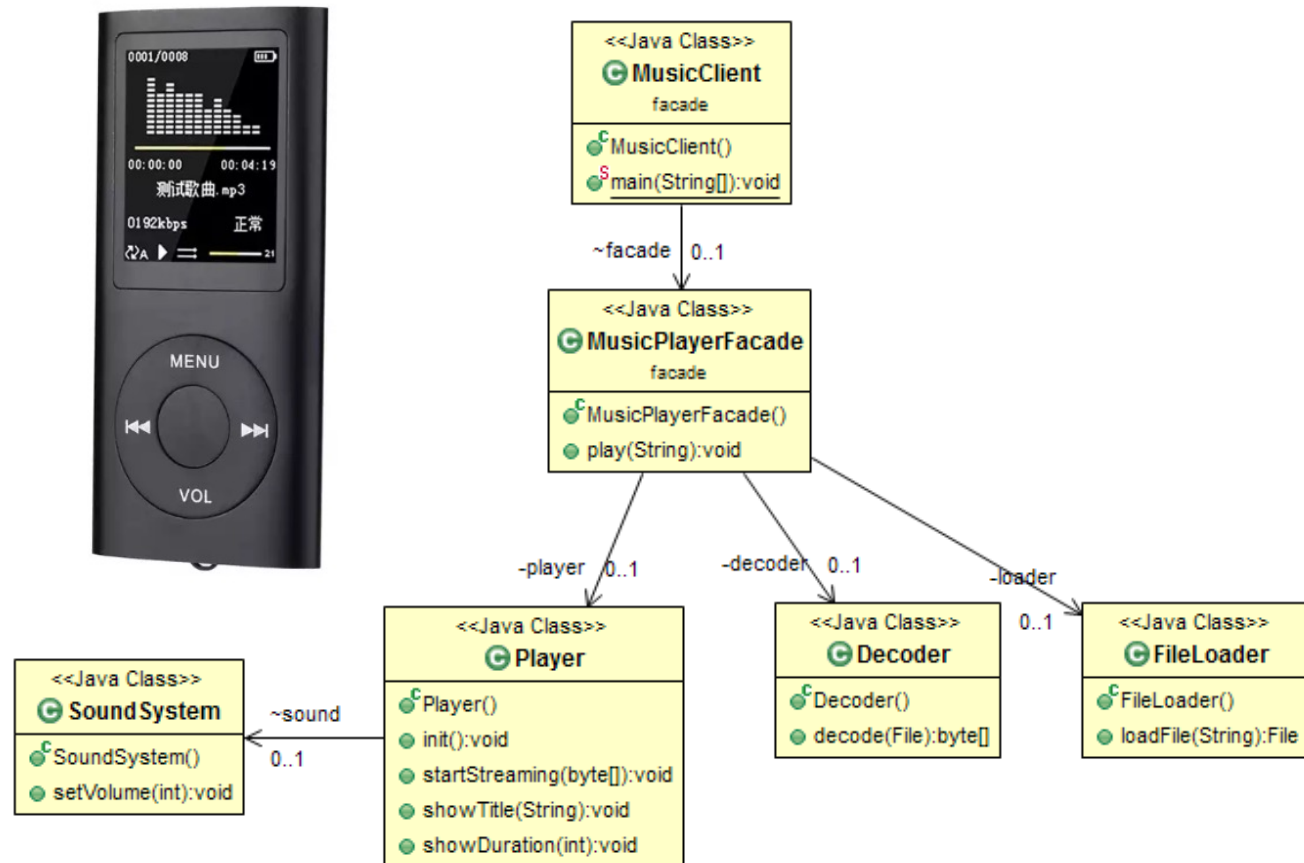 0001/0008
00:00:00 00:04:19
测试歌曲.mp3
0192kbps 正常
A 21
MENU
VOL
<<Java Class>>
C MusicClient
facade
C MusicClient()
S main(String[]):void
~facade 0..1
<<Java Class>>
C MusicPlayerFacade
facade
C MusicPlayerFacade()
play(String):void
-player 0..1
-decoder 0..1
-loader
0..1
<<Java Class>>
C SoundSystem
C SoundSystem()
setVolume(int):void
~sound
0..1
<<Java Class>>
C Player
C Player()
init():void
startStreaming(byte[]):void
showTitle(String):void
showDuration(int):void
<<Java Class>>
C Decoder
C Decoder()
decode(File):byte[]
<<Java Class>>
C FileLoader
C FileLoader()
loadFile(String):File